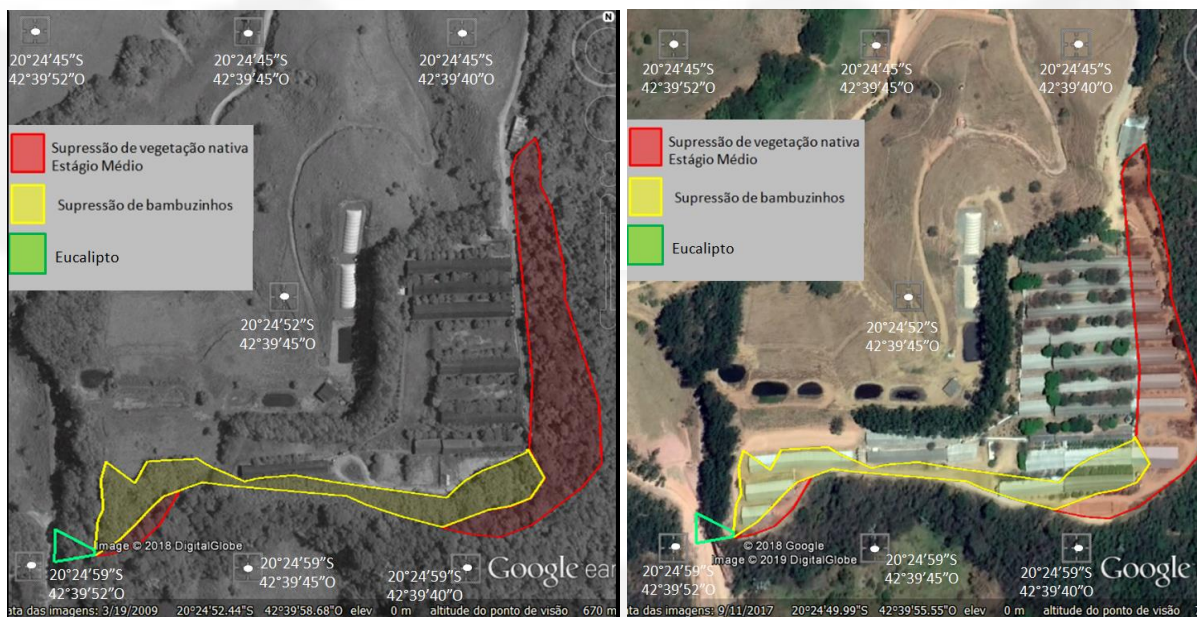 N
20°24′45″S
42°39′52″O
20°24′45″S
42°39′45″O
20°24′45″S
42°39′40″O
Supressão de vegetação nativa
Estágio Médio
Supressão de bambuzinhos
Eucalipto
20°24′52″S
42°39′45″O
Image © 2018 DigitalGlobe
20°24′59″S
42°39′52″O
20°24′59″S
42°39′45″O
20°24′59″S
42°39′40″O
Google ear
ata das imagens: 3/19/2009 20°24'52.44"S 42°39'58.68"O elev 0 m altitude do ponto de visão 670 m
20°24′45″S
42°39′52″O
20°24′45″S
42°39′45″O
20°24′45″S
42°39′40″O
Supressão de vegetação nativa
Estágio Médio
Supressão de bambuzinhos
Eucalipto
20°24′52″S
42°39′45″O
© 2018 Google
Image © 2019 DigitalGlobe
20°24′59″S
42°39′52″O
20°24′59″S
42°39′45″O
20°24′59″S
42°39′40″O
Google
ata das imagens: 9/11/2017 20°24'49.99"S 42°39'55.55"O elev 0 m altitude do ponto de visão